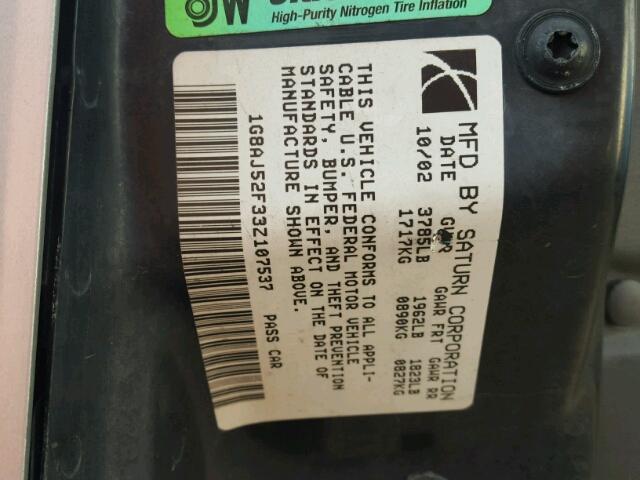 W
High-Purity Nitrogen Tire Inflation
MFD BY SATURN CORPORATION
DATE GVWR GAWR FRT GAWR RR
10/02 3785LB 1962LB 1823LB
1717KG 0890KG 0827KG
THIS VEHICLE CONFORMS TO ALL APPLI-
CABLE U.S. FEDERAL MOTOR VEHICLE
SAFETY, BUMPER, AND THEFT PREVENTION
STANDARDS IN EFFECT ON THE DATE OF
MANUFACTURE SHOWN ABOVE.
1G8AJ52F33Z107537 PASS CAR